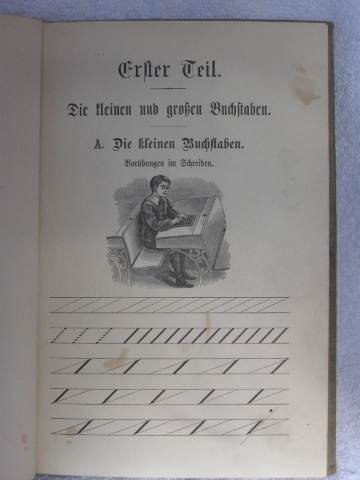 Erster Teil.
Die kleinen und großen Buchstaben.
A. Die kleinen Buchstaben.
Vorübungen im Schreiben.